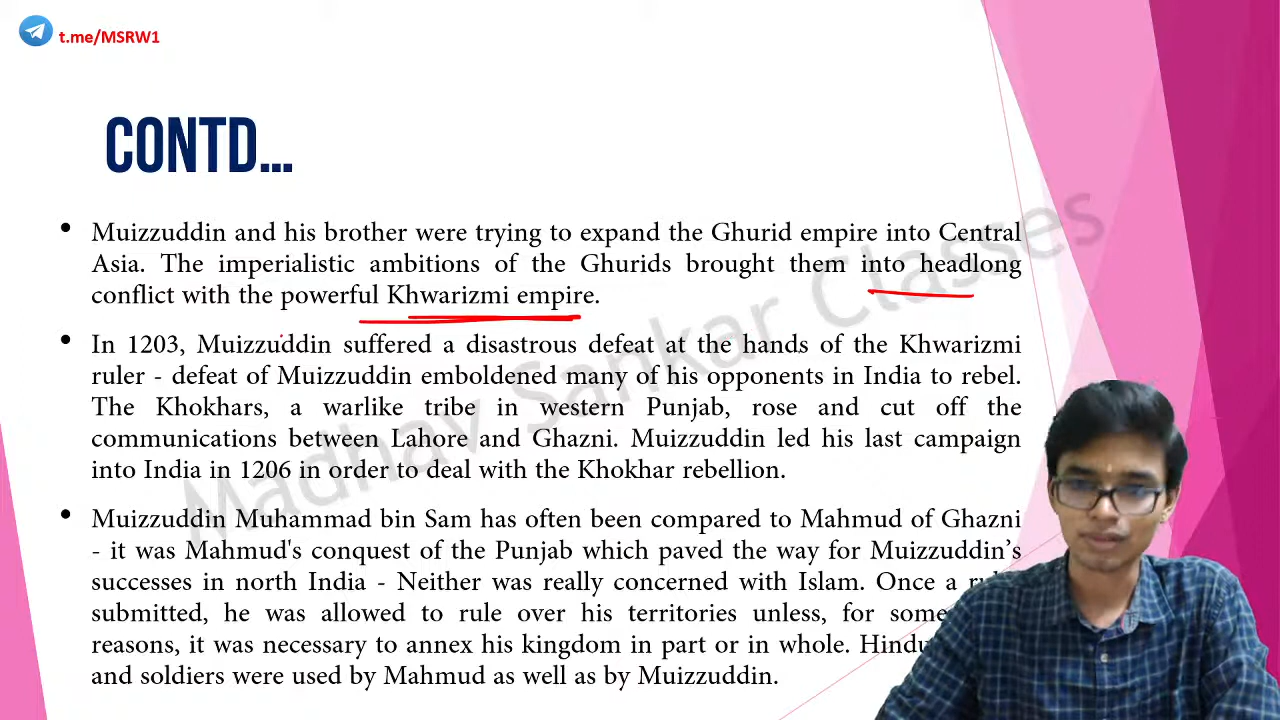 t.me/MSRW1
CONTD...
• Muizzuddin and his brother were trying to expand the Ghurid empire into Central
Asia. The imperialistic ambitions of the Ghurids brought them into headlong
conflict with the powerful Khwarizmi empire.
• In 1203, Muizzuddin suffered a disastrous defeat at the hands of the Khwarizmi
ruler - defeat of Muizzuddin emboldened many of his opponents in India to rebel.
The Khokhars, a warlike tribe in western Punjab, rose and cut off the
communications between Lahore and Ghazni. Muizzuddin led his last campaign
into India in 1206 in order to deal with the Khokhar rebellion.
• Muizzuddin Muhammad bin Sam has often been compared to Mahmud of Ghazni
- it was Mahmud's conquest of the Punjab which paved the way for Muizzuddin’s
successes in north India - Neither was really concerned with Islam. Once a
submitted, he was allowed to rule over his territories unless, for some
reasons, it was necessary to annex his kingdom in part or in whole. Hindu
and soldiers were used by Mahmud as well as by Muizzuddin.
Madhav Sankar Classes